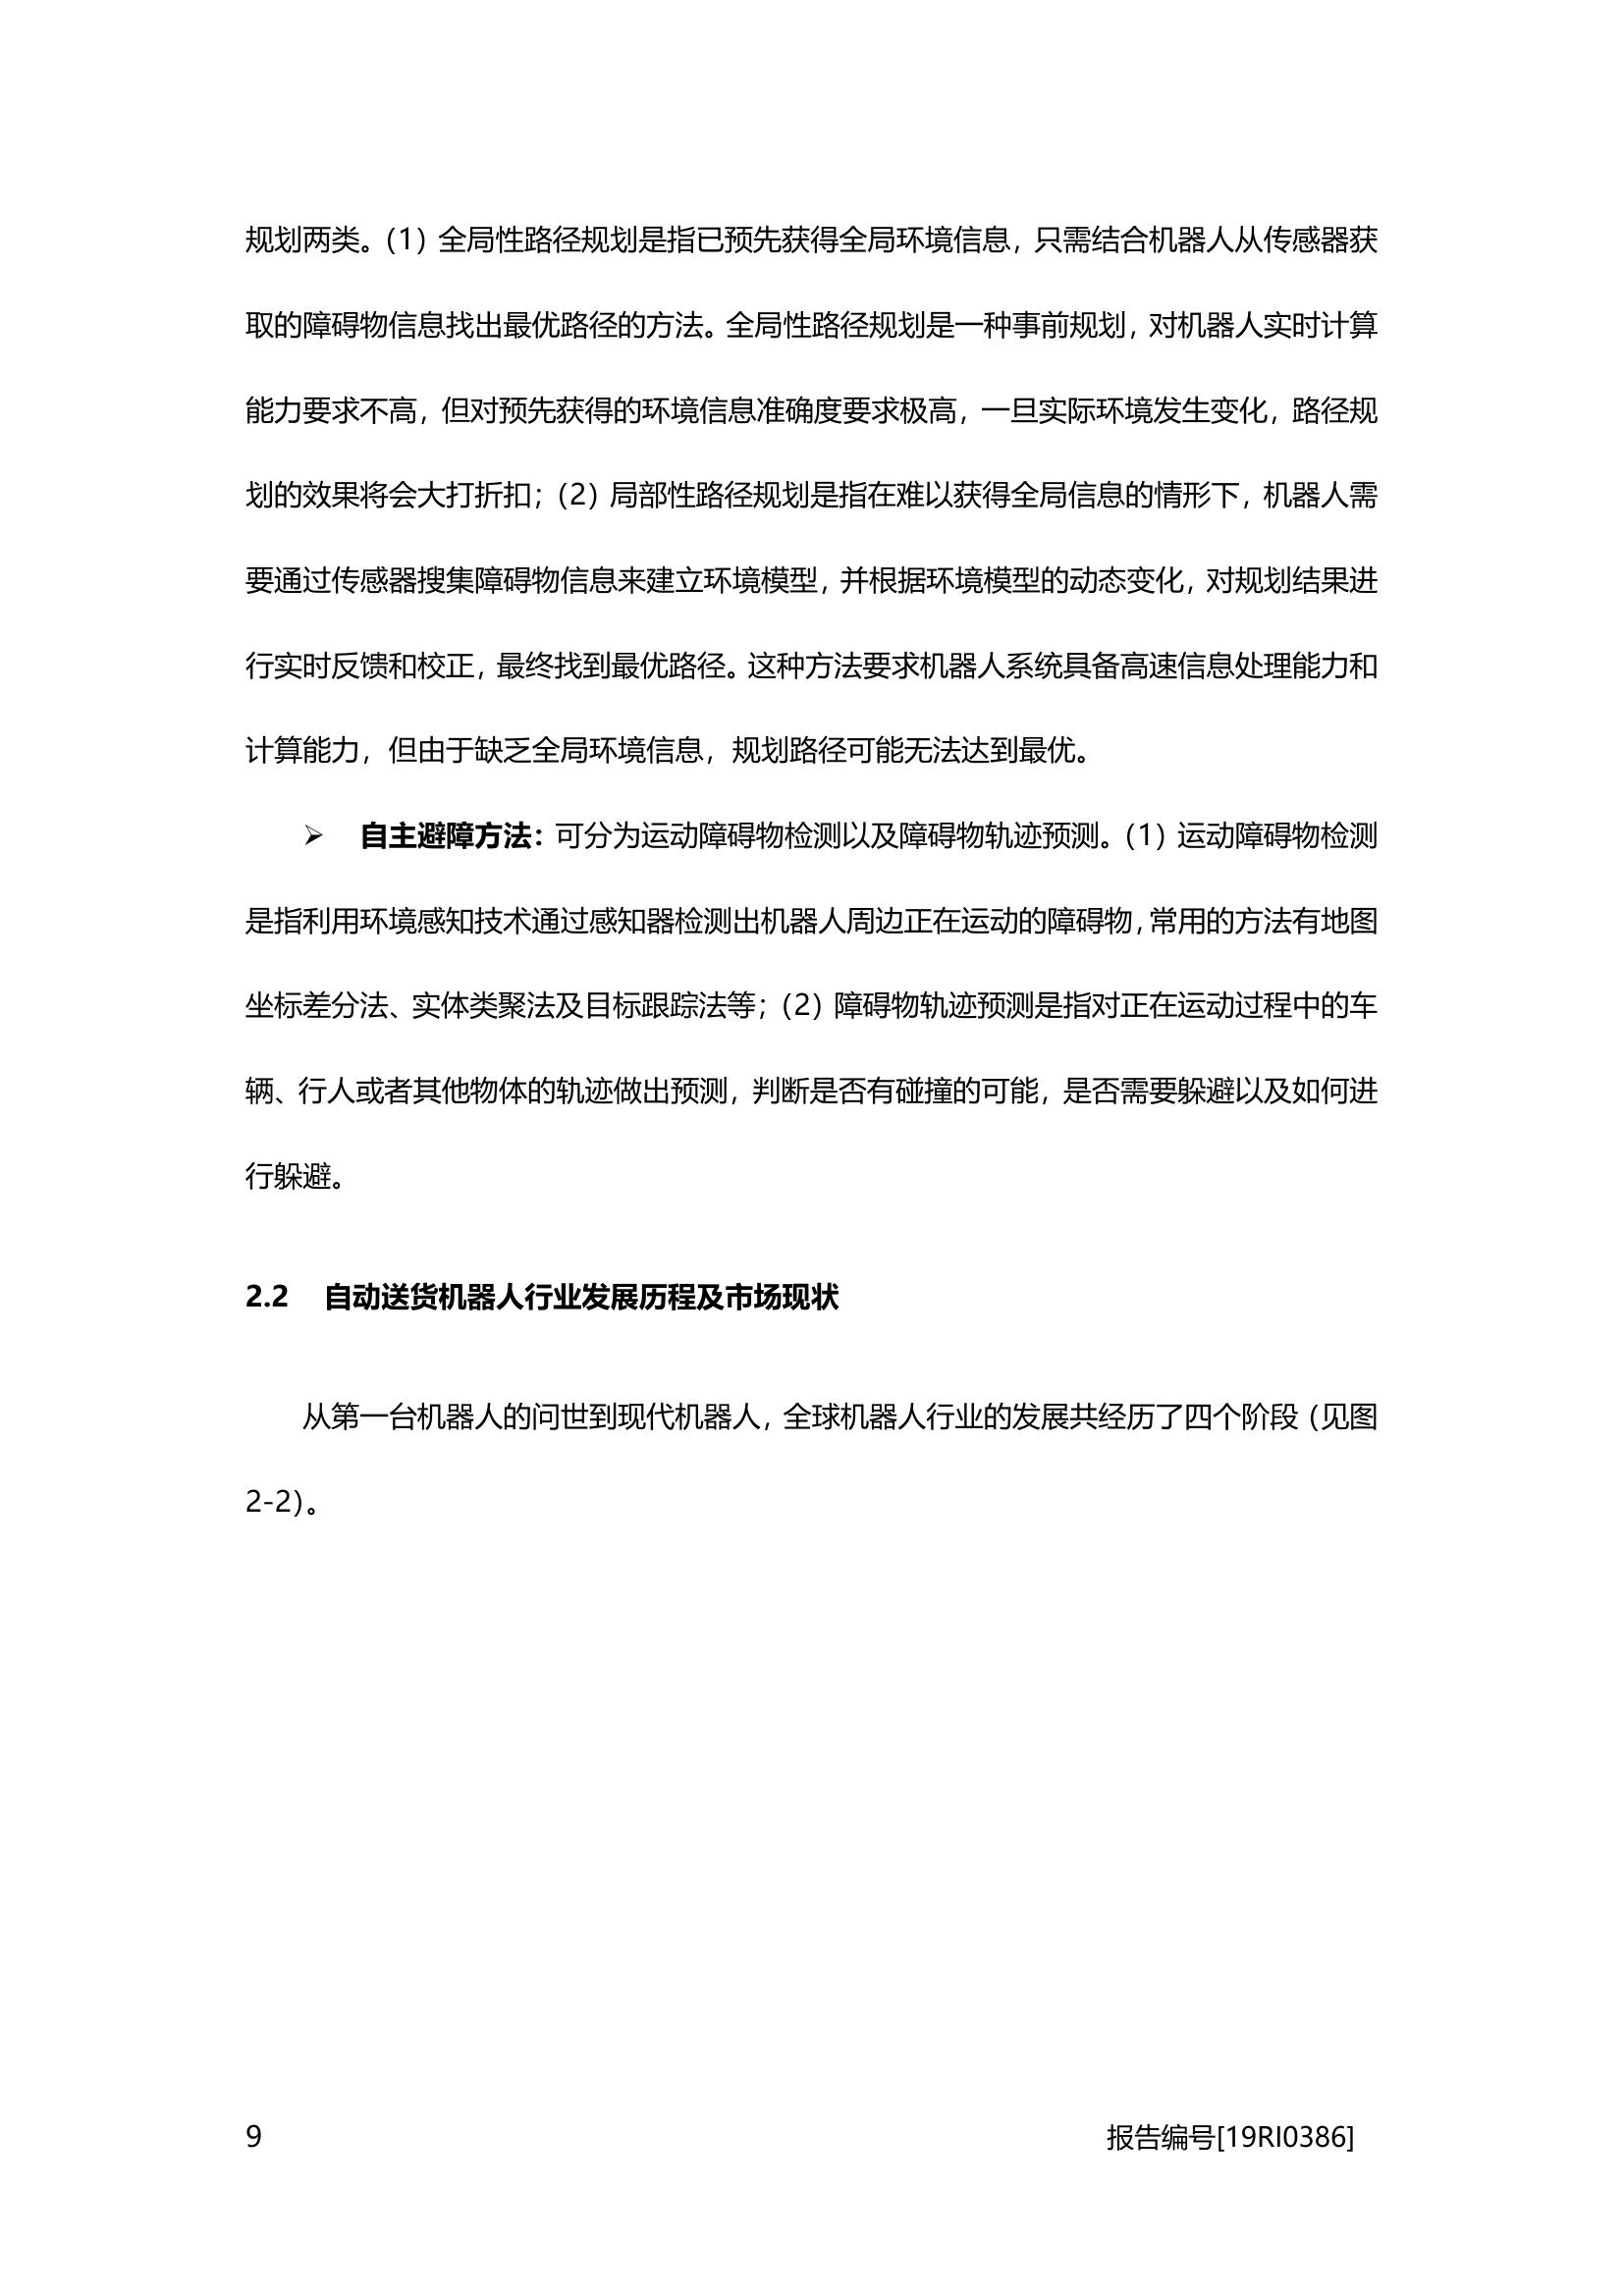 规划两类。（1）全局性路径规划是指已预先获得全局环境信息，只需结合机器人从传感器获
取的障碍物信息找出最优路径的方法。全局性路径规划是一种事前规划，对机器人实时计算
能力要求不高，但对预先获得的环境信息准确度要求极高，一旦实际环境发生变化，路径规
划的效果将会大打折扣；（2）局部性路径规划是指在难以获得全局信息的情形下，机器人需
要通过传感器搜集障碍物信息来建立环境模型，并根据环境模型的动态变化，对规划结果进
行实时反馈和校正，最终找到最优路径。这种方法要求机器人系统具备高速信息处理能力和
计算能力，但由于缺乏全局环境信息，规划路径可能无法达到最优。
➢ 自主避障方法：可分为运动障碍物检测以及障碍物轨迹预测。（1）运动障碍物检测
是指利用环境感知技术通过感知器检测出机器人周边正在运动的障碍物，常用的方法有地图
坐标差分法、实体类聚法及目标跟踪法等；（2）障碍物轨迹预测是指对正在运动过程中的车
辆、行人或者其他物体的轨迹做出预测，判断是否有碰撞的可能，是否需要躲避以及如何进
行躲避。
2.2 自动送货机器人行业发展历程及市场现状
从第一台机器人的问世到现代机器人，全球机器人行业的发展共经历了四个阶段（见图
2-2）。
9 报告编号[19RI0386]